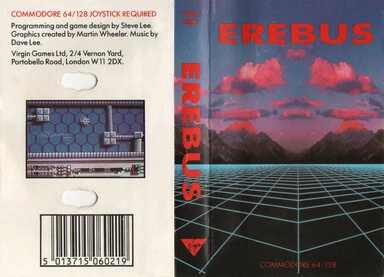 COMMODORE 64/128 JOYSTICK REQUIRED
Programming and game design by Steve Lee.
Graphics created by Martin Wheeler. Music by
Dave Lee.
Virgin Games Ltd, 2/4 Vernon Yard,
Portobello Road, London W11 2DX.
5 013715 060219
EREBUS
Virgin
EREBUS
COMMODORE 64/128